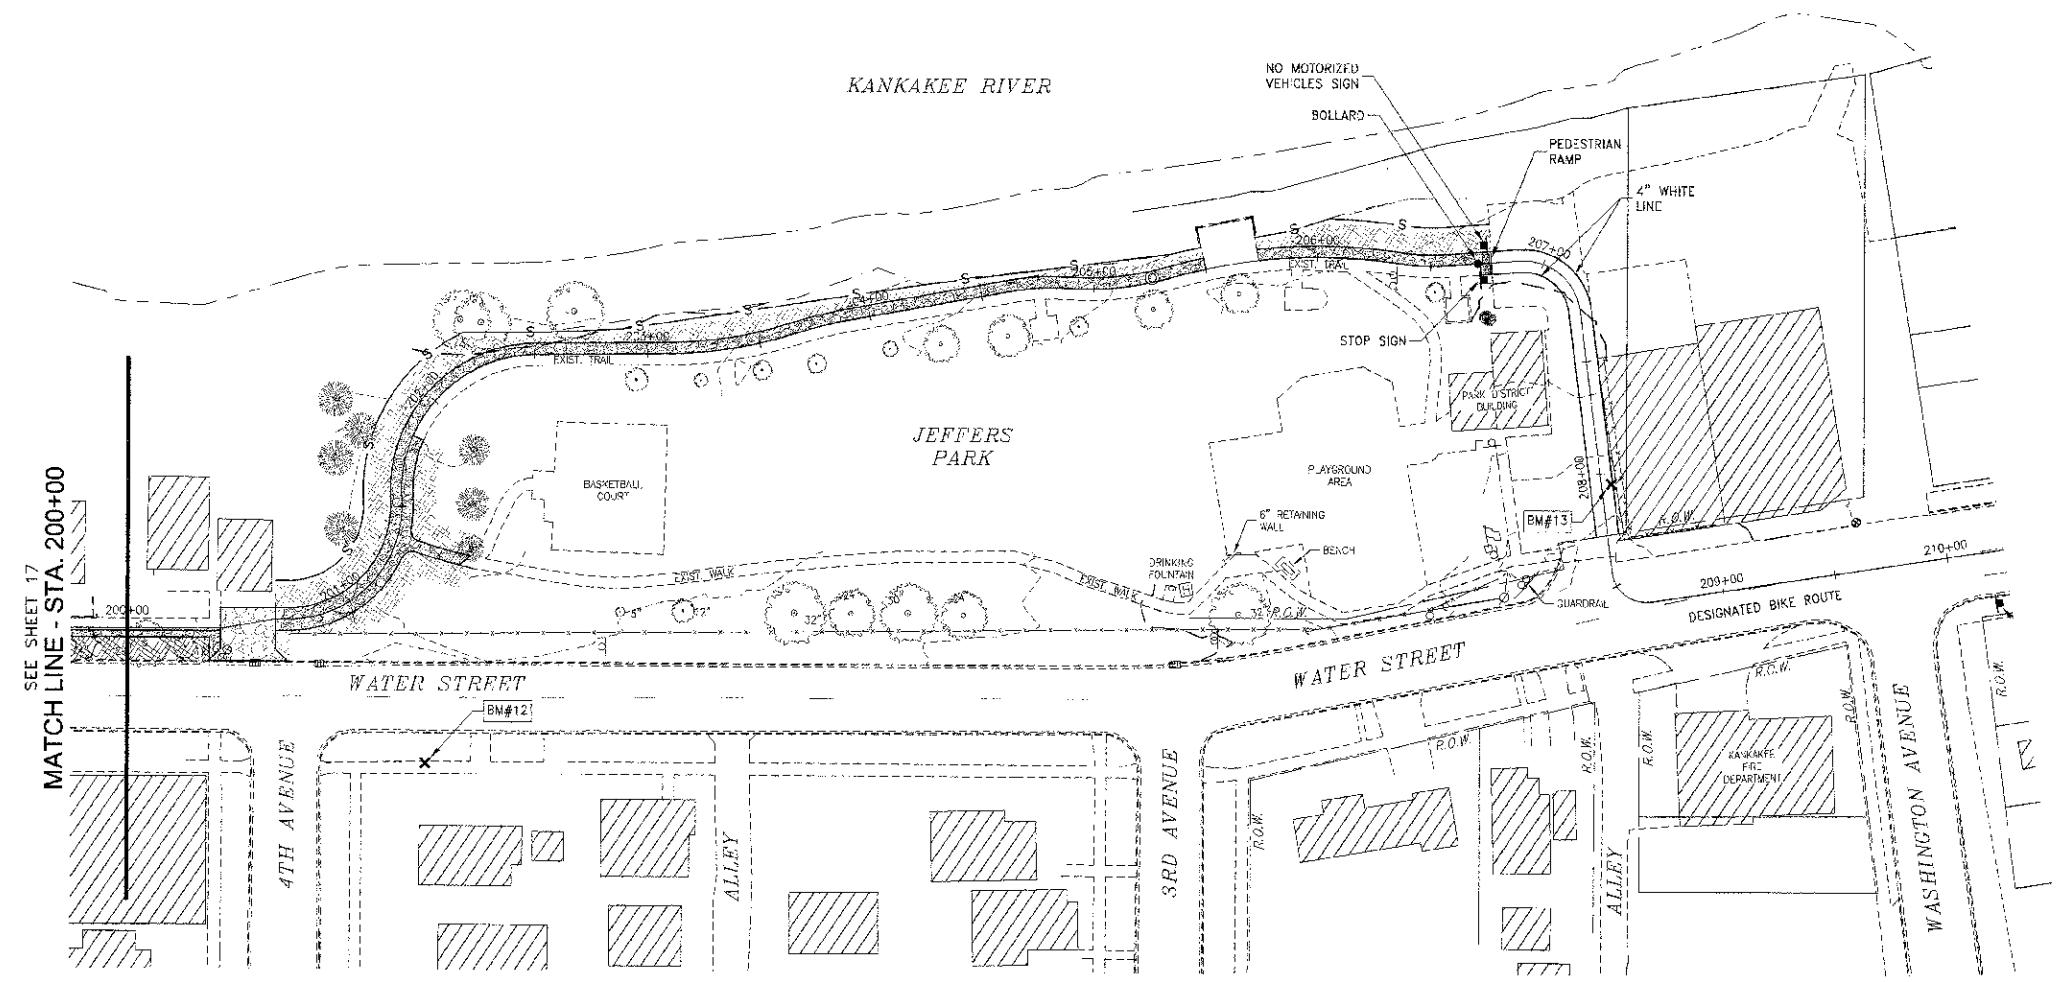 KANKAKEE RIVER
NO MOTORIZED
VEHICLES SIGN
BOLLARD
PEDESTRIAN
RAMP
4" WHITE
LINE
206+00
207+00
EXIST. TRAIL
205+00
S
EXIST. TRAIL
STOP SIGN
PARK DISTRICT
BUILDING
JEFFERS
PARK
BASKETBALL
COURT
PLAYGROUND
AREA
208+00
6" RETAINING
WALL
BM#13
R.O.W.
BENCH
DRINKING
FOUNTAIN
EXIST. WALK
EXIST. WALK
201+00
200+00
SEE SHEET 17
MATCH LINE - STA. 200+00
32"
32"
R.O.W.
GUARDRAIL
209+00
210+00
DESIGNATED BIKE ROUTE
WATER STREET
WATER STREET
BM#12
R.O.W.
R.O.W.
R.O.W.
R.O.W.
R.O.W.
R.O.W.
R.O.W.
KANKAKEE
FIRE
DEPARTMENT
4TH AVENUE
ALLEY
3RD AVENUE
ALLEY
WASHINGTON AVENUE